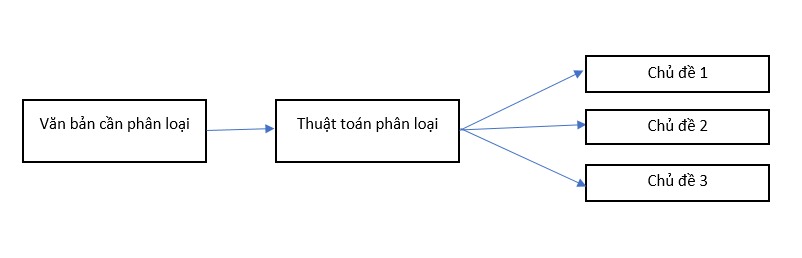 Văn bản cần phân loại
Thuật toán phân loại
Chủ đề 1
Chủ đề 2
Chủ đề 3